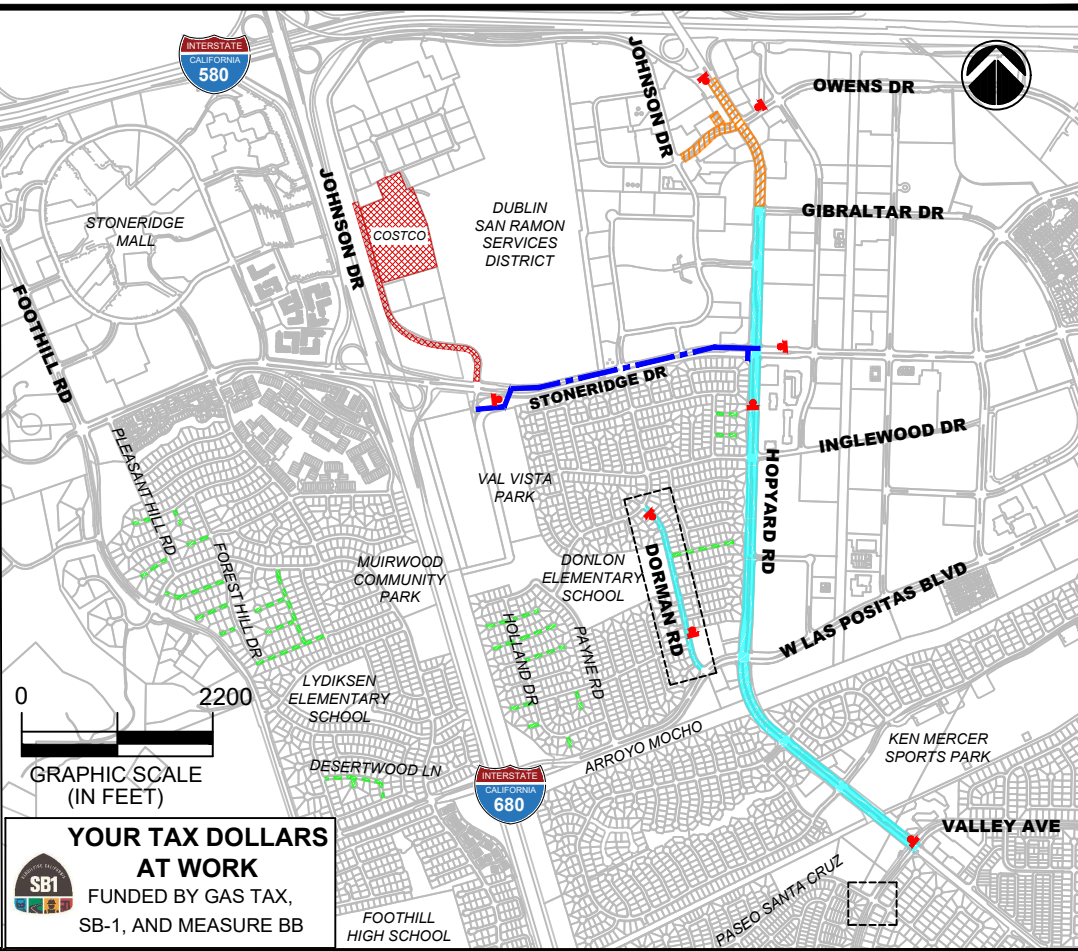 INTERSTATE
CALIFORNIA
580
JOHNSON DR
OWENS DR
JOHNSON DR
STONERIDGE
MALL
COSTCO
DUBLIN
SAN RAMON
SERVICES
DISTRICT
GIBRALTAR DR
FOOTHILL RD
STONERIDGE DR
INGLEWOOD DR
PLEASANT HILL RD
VAL VISTA
PARK
HOPYARD RD
FOREST HILL DR
MUIRWOOD
COMMUNITY
PARK
DONLON
ELEMENTARY
SCHOOL
DORMAN RD
W LAS POSITAS BLVD
HOLLAND DR
PAYNE RD
LYDIKSEN
ELEMENTARY
SCHOOL
0 2200
GRAPHIC SCALE
(IN FEET)
ARROYO MOCHO
KEN MERCER
SPORTS PARK
DESERTWOOD LN
INTERSTATE
CALIFORNIA
680
VALLEY AVE
PASEO SANTA CRUZ
YOUR TAX DOLLARS
AT WORK
SB1
FUNDED BY GAS TAX,
SB-1, AND MEASURE BB
FOOTHILL
HIGH SCHOOL